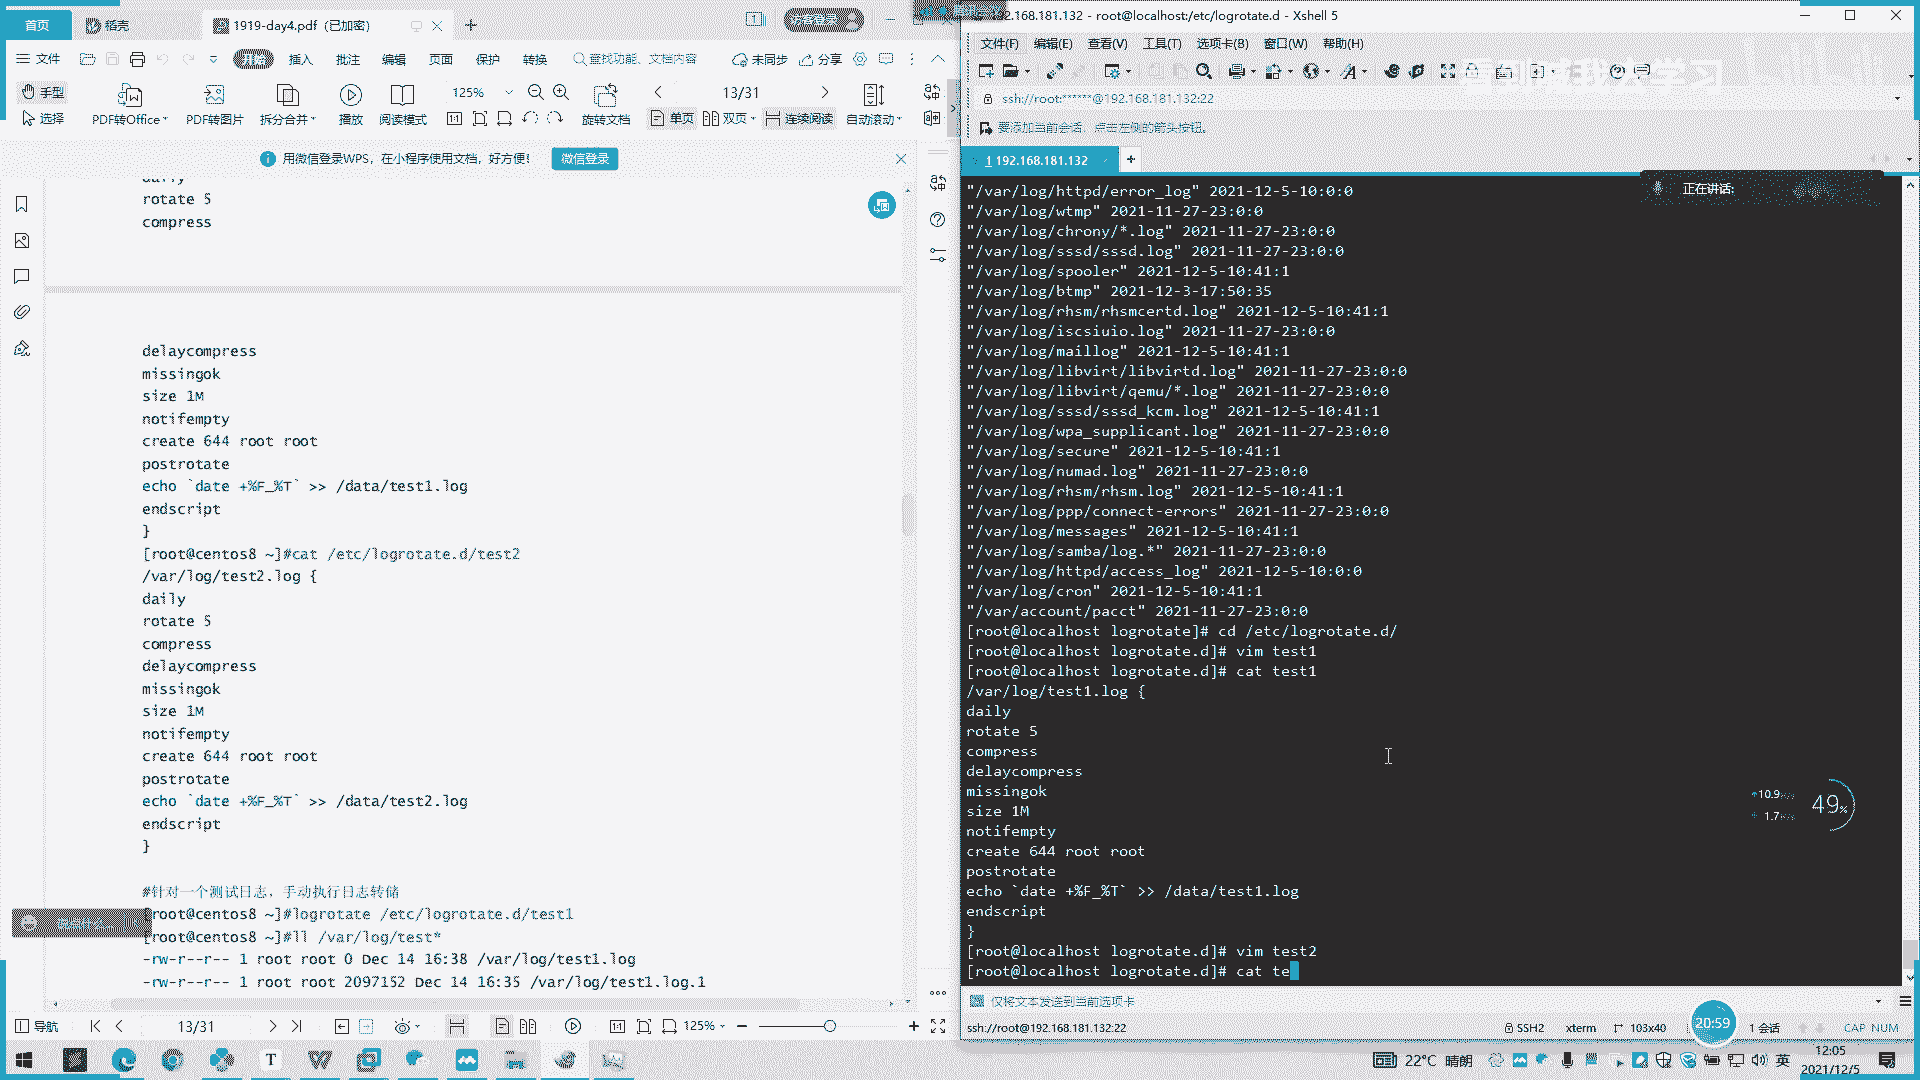 首页
稻壳
1919-day4.pdf（已加密）
文件
开始
插入
批注
编辑
页面
保护
转换
查找功能、文档内容
未同步
分享
手型
选择
PDF转Office
PDF转图片
拆分合并
播放
阅读模式
125%
旋转文档
13/31
单页
双页
连续阅读
自动滚动
用微信登录WPS，在小程序使用文档，好方便！
微信登录
daily
rotate 5
compress
delaycompress
missingok
size 1M
notifempty
create 644 root root
postrotate
echo `date +%F_%T` >> /data/test1.log
endscript
}
[root@centos8 ~]#cat /etc/logrotate.d/test2
/var/log/test2.log {
daily
rotate 5
compress
delaycompress
missingok
size 1M
notifempty
create 644 root root
postrotate
echo `date +%F_%T` >> /data/test2.log
endscript
}
#针对一个测试日志，手动执行日志转储
[root@centos8 ~]#logrotate /etc/logrotate.d/test1
[root@centos8 ~]#ll /var/log/test*
-rw-r--r-- 1 root root 0 Dec 14 16:38 /var/log/test1.log
-rw-r--r-- 1 root root 2097152 Dec 14 16:35 /var/log/test1.log.1
导航
13/31
125%
192.168.181.132 - root@localhost:/etc/logrotate.d - Xshell 5
文件(F) 编辑(E) 查看(V) 工具(T) 选项卡(B) 窗口(W) 帮助(H)
ssh://root:******@192.168.181.132:22
要添加当前会话，点击左侧的箭头按钮。
1 192.168.181.132
正在讲话:
"/var/log/httpd/error_log" 2021-12-5-10:0:0
"/var/log/wtmp" 2021-11-27-23:0:0
"/var/log/chrony/*.log" 2021-11-27-23:0:0
"/var/log/sssd/sssd.log" 2021-11-27-23:0:0
"/var/log/spooler" 2021-12-5-10:41:1
"/var/log/btmp" 2021-12-3-17:50:35
"/var/log/rhsm/rhsmcertd.log" 2021-12-5-10:41:1
"/var/log/iscsiuio.log" 2021-11-27-23:0:0
"/var/log/maillog" 2021-12-5-10:41:1
"/var/log/libvirt/libvirtd.log" 2021-11-27-23:0:0
"/var/log/libvirt/qemu/*.log" 2021-11-27-23:0:0
"/var/log/sssd/sssd_kcm.log" 2021-12-5-10:41:1
"/var/log/wpa_supplicant.log" 2021-11-27-23:0:0
"/var/log/secure" 2021-12-5-10:41:1
"/var/log/numad.log" 2021-11-27-23:0:0
"/var/log/rhsm/rhsm.log" 2021-12-5-10:41:1
"/var/log/ppp/connect-errors" 2021-11-27-23:0:0
"/var/log/messages" 2021-12-5-10:41:1
"/var/log/samba/log.*" 2021-11-27-23:0:0
"/var/log/httpd/access_log" 2021-12-5-10:0:0
"/var/log/cron" 2021-12-5-10:41:1
"/var/account/pacct" 2021-11-27-23:0:0
[root@localhost logrotate]# cd /etc/logrotate.d/
[root@localhost logrotate.d]# vim test1
[root@localhost logrotate.d]# cat test1
/var/log/test1.log {
daily
rotate 5
compress
delaycompress
missingok
size 1M
notifempty
create 644 root root
postrotate
echo `date +%F_%T` >> /data/test1.log
endscript
}
[root@localhost logrotate.d]# vim test2
[root@localhost logrotate.d]# cat te
10.9
1.7
49%
仅将文本发送到当前选项卡
ssh://root@192.168.181.132:22
SSH2
xterm
103x40
20:59
1 会话
CAP NUM
22°C 晴朗
英
12:05
2021/12/5